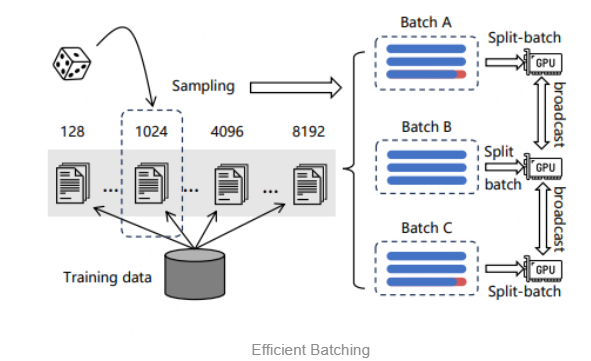 Batch A
Split-batch
GPU
Sampling
broadcast
128
1024
4096
8192
Batch B
Split
batch
GPU
...
...
...
broadcast
Batch C
Training data
GPU
Split-batch
Efficient Batching